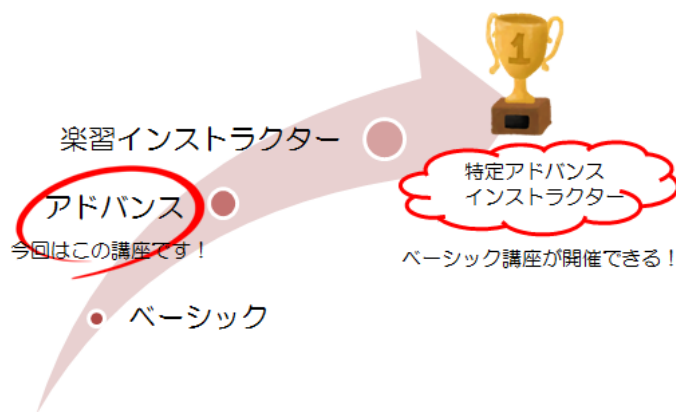 1
楽習インストラクター
特定アドバンス
インストラクター
アドバンス
今回はこの講座です！
ベーシック講座が開催できる！
ベーシック